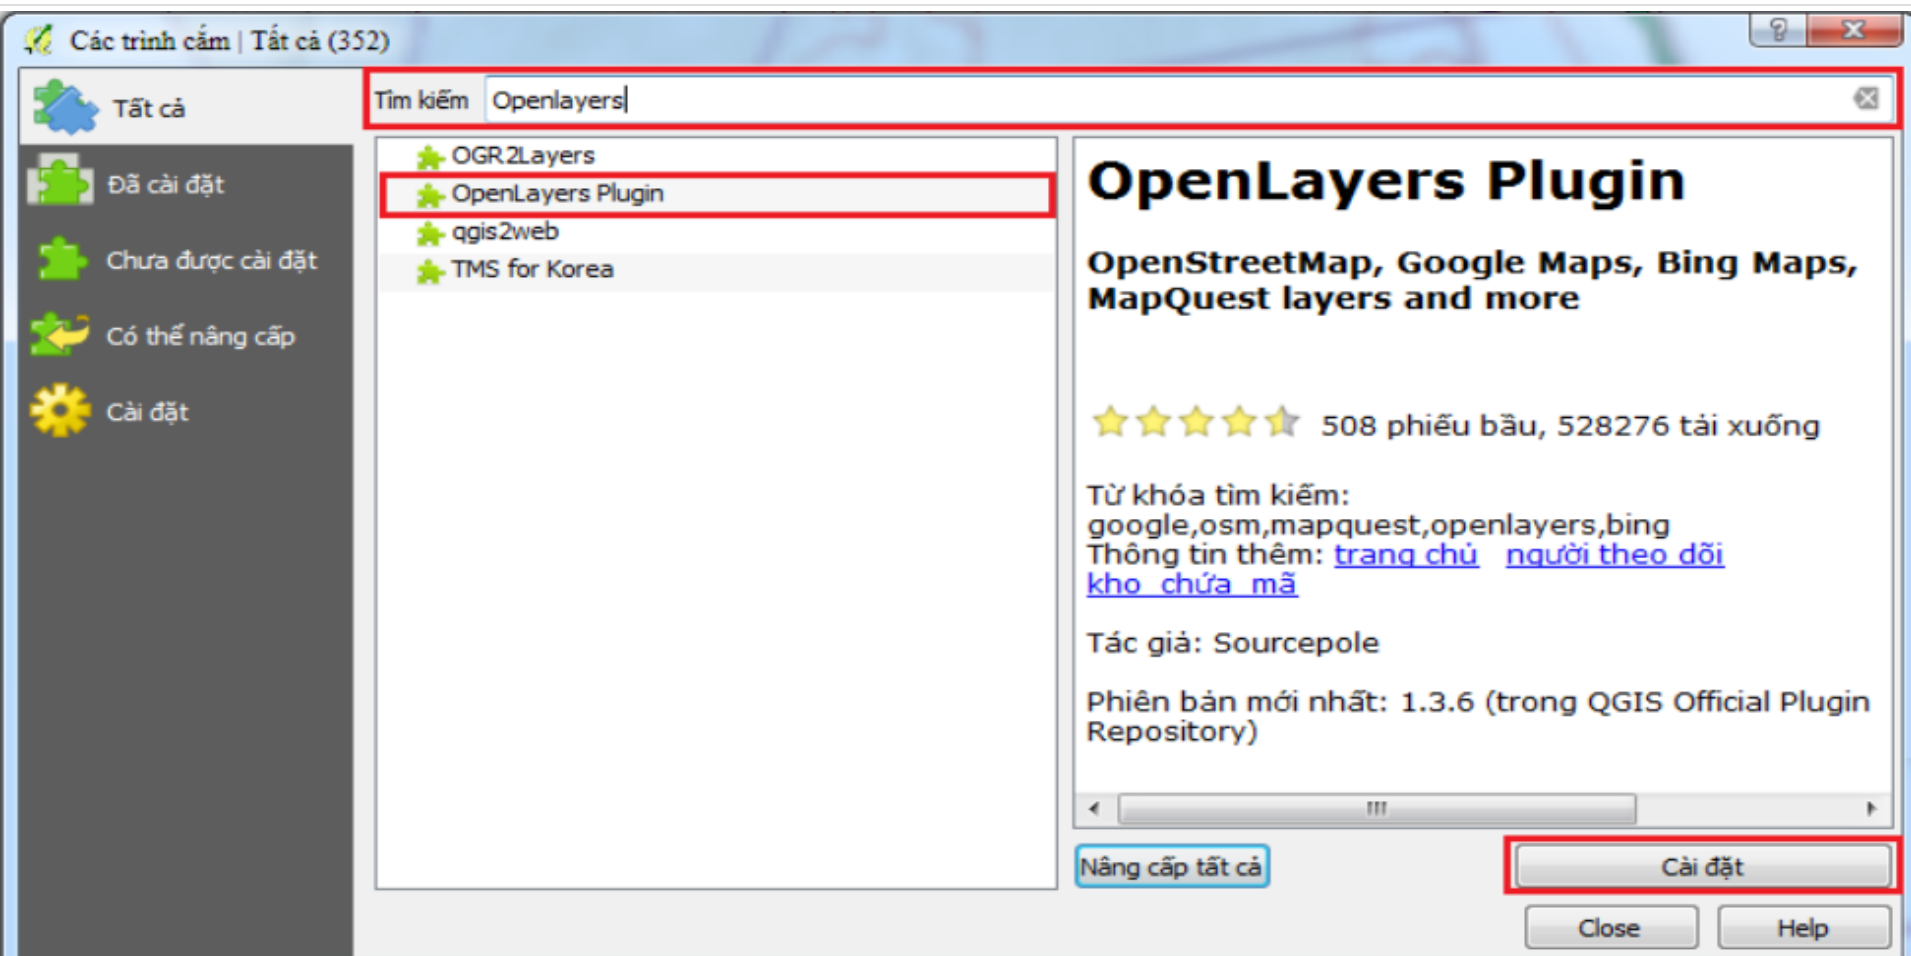 Các trình cắm | Tất cả (352)
Tất cả
Đã cài đặt
Chưa được cài đặt
Có thể nâng cấp
Cài đặt
Tìm kiếm Openlayers
OGR2Layers
OpenLayers Plugin
qgis2web
TMS for Korea
OpenLayers Plugin
OpenStreetMap, Google Maps, Bing Maps,
MapQuest layers and more
508 phiếu bầu, 528276 tải xuống
Từ khóa tìm kiếm:
google,osm,mapquest,openlayers,bing
Thông tin thêm: trang chủ người theo dõi
kho_chứa_mã
Tác giả: Sourcepole
Phiên bản mới nhất: 1.3.6 (trong QGIS Official Plugin
Repository)
Nâng cấp tất cả
Cài đặt
Close
Help